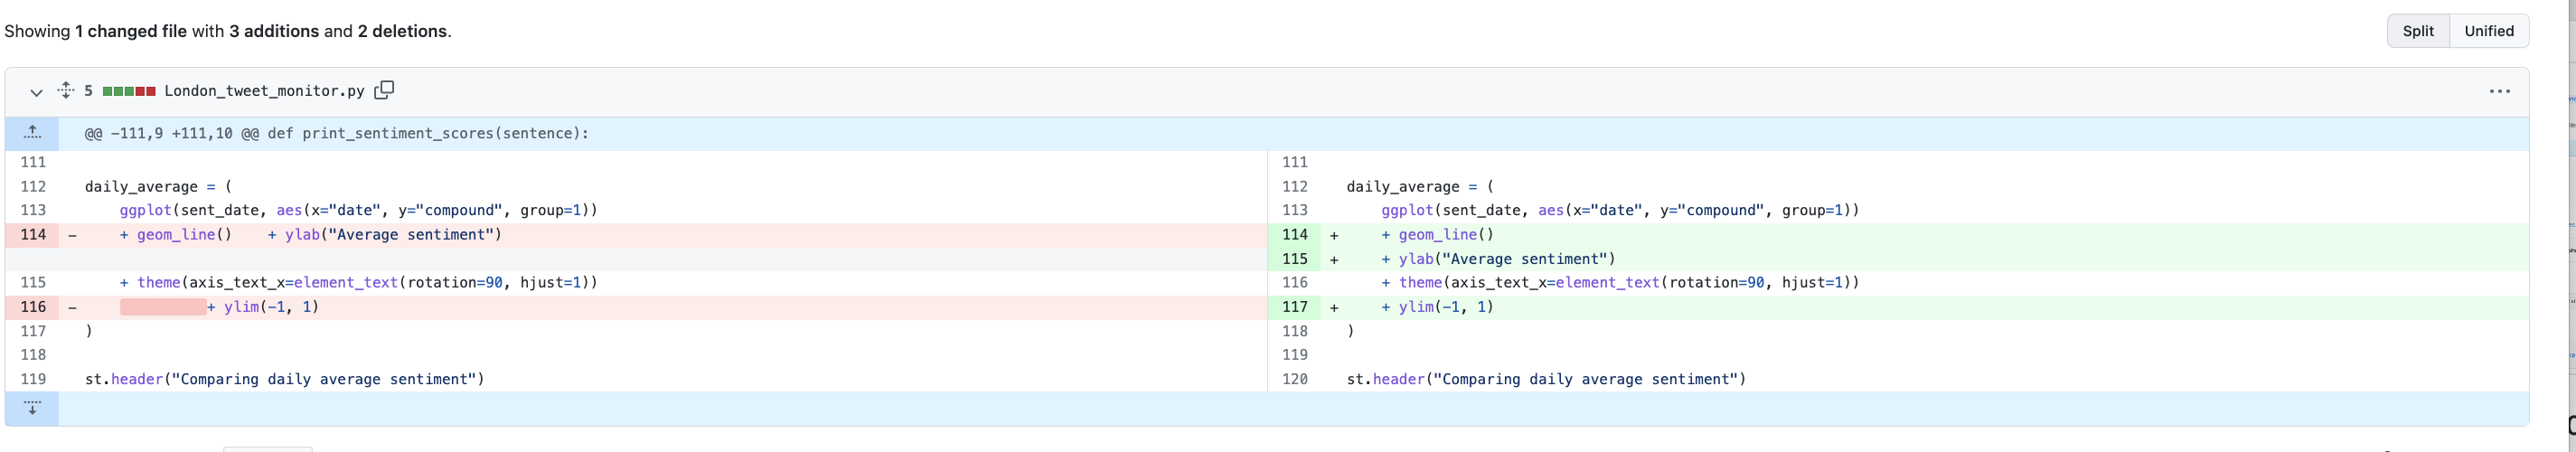 Showing 1 changed file with 3 additions and 2 deletions.
Split Unified
5 London_tweet_monitor.py
@@ -111,9 +111,10 @@ def print_sentiment_scores(sentence):
111
112 daily_average = (
113 ggplot(sent_date, aes(x="date", y="compound", group=1))
114 - + geom_line()    + ylab("Average sentiment")
115 + theme(axis_text_x=element_text(rotation=90, hjust=1))
116 - + ylim(-1, 1)
117 )
118
119 st.header("Comparing daily average sentiment")
111
112 daily_average = (
113 ggplot(sent_date, aes(x="date", y="compound", group=1))
114 + + geom_line()
115 + + ylab("Average sentiment")
116 + theme(axis_text_x=element_text(rotation=90, hjust=1))
117 + + ylim(-1, 1)
118 )
119
120 st.header("Comparing daily average sentiment")